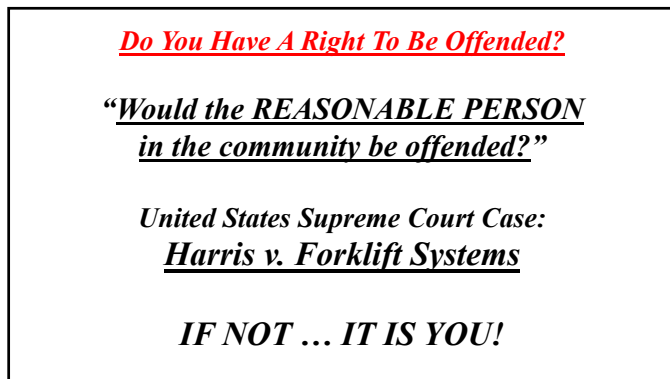 Do You Have A Right To Be Offended?
“Would the REASONABLE PERSON
in the community be offended?”
United States Supreme Court Case:
Harris v. Forklift Systems
IF NOT … IT IS YOU!